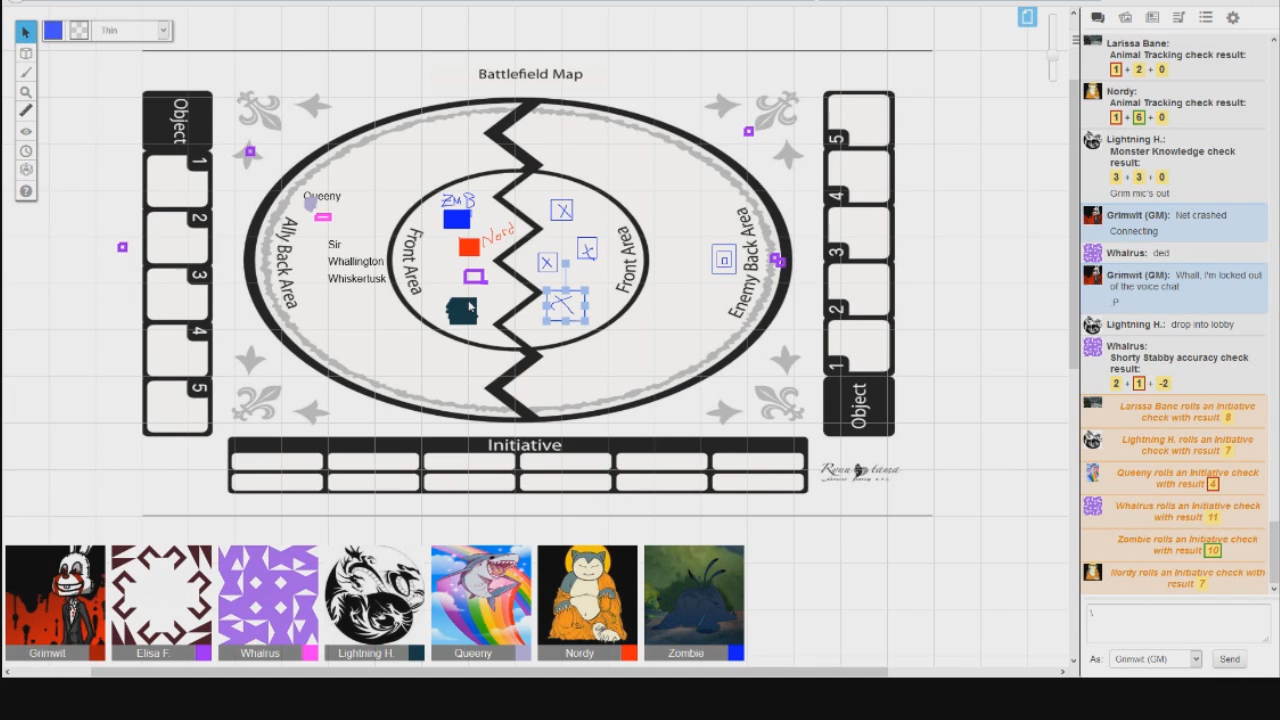 Thin
Battlefield Map
Object
1
2
3
4
5
Queeny
Ally Back Area
Sir
Whallington
Whiskertusk
Front Area
ZMB
Nord
X
X
X
X
Front Area
Enemy Back Area
5
4
3
2
1
Object
Initiative
Grimwit
Elisa F.
Whalrus
Lightning H.
Queeny
Nordy
Zombie
Larissa Bane:
Animal Tracking check
result:
1 + 2 + 0
Nordy:
Animal Tracking check
result:
1 + 6 + 0
Lightning H.:
Monster Knowledge check
result:
3 + 3 + 0
Grim mic's out
Grimwit (GM): Net crashed
Connecting
Whalrus: ded
Grimwit (GM): Whall, I'm locked out
of the voice chat
:P
Lightning H.: drop into lobby
Whalrus:
Shorty Stabby accuracy check
result:
2 + 1 + -2
Larissa Bane rolls an Initiative
check with result 8
Lightning H. rolls an Initiative
check with result 7
Queeny rolls an Initiative check
with result 4
Whalrus rolls an Initiative check
with result 11
Zombie rolls an Initiative check
with result 10
Nordy rolls an Initiative check with
result 7
\
As: Grimwit (GM) Send